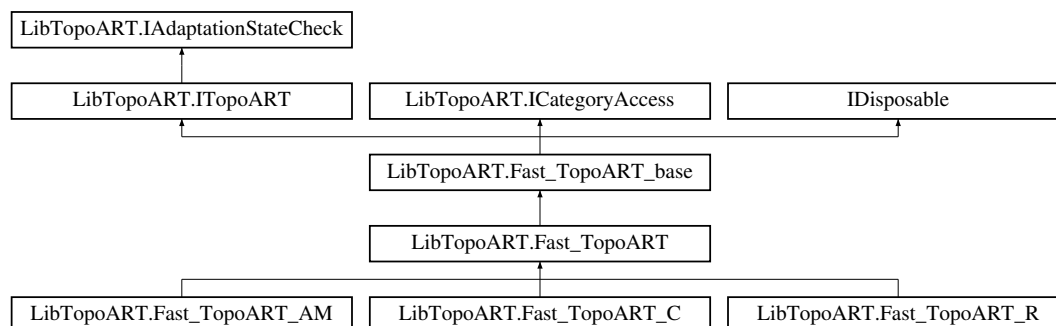 LibTopoART.IAdaptationStateCheck
LibTopoART.ITopoART
LibTopoART.ICategoryAccess
IDisposable
LibTopoART.Fast_TopoART_base
LibTopoART.Fast_TopoART
LibTopoART.Fast_TopoART_AM
LibTopoART.Fast_TopoART_C
LibTopoART.Fast_TopoART_R